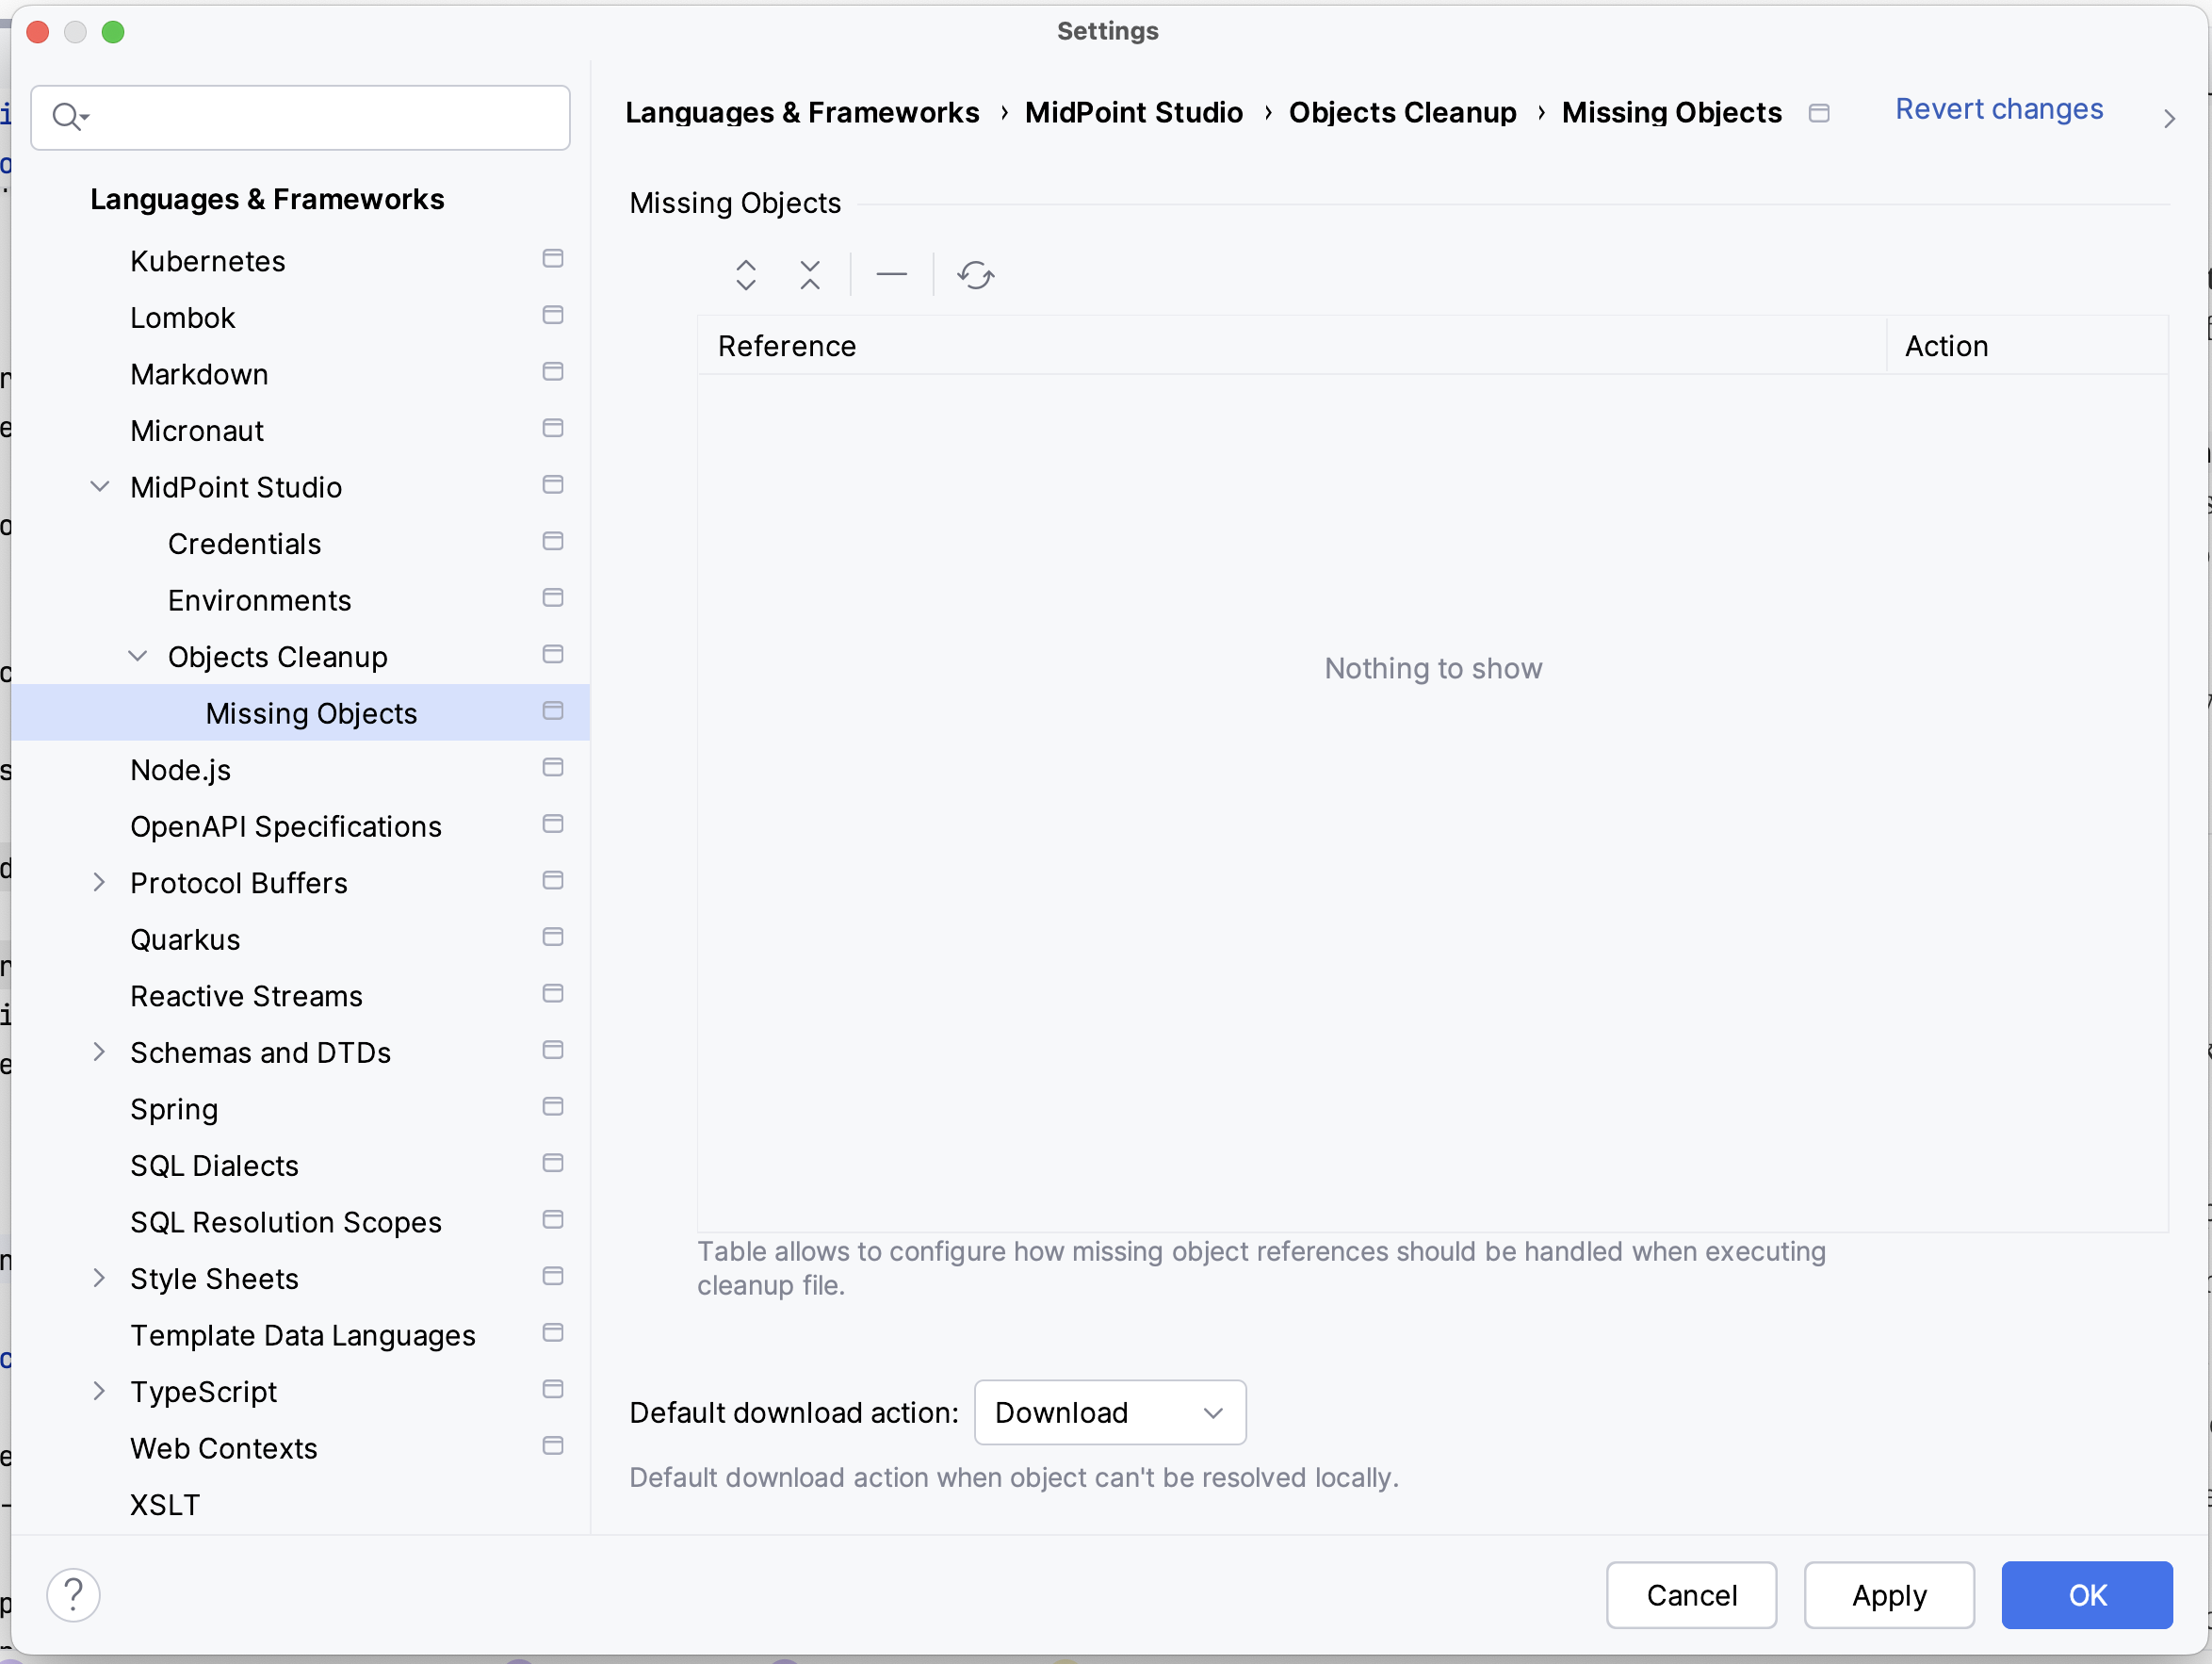 Settings
Languages & Frameworks › MidPoint Studio › Objects Cleanup › Missing Objects
Revert changes
Languages & Frameworks
Kubernetes
Lombok
Markdown
Micronaut
MidPoint Studio
Credentials
Environments
Objects Cleanup
Missing Objects
Node.js
OpenAPI Specifications
Protocol Buffers
Quarkus
Reactive Streams
Schemas and DTDs
Spring
SQL Dialects
SQL Resolution Scopes
Style Sheets
Template Data Languages
TypeScript
Web Contexts
XSLT
Missing Objects
Reference
Action
Nothing to show
Table allows to configure how missing object references should be handled when executing
cleanup file.
Default download action: Download
Default download action when object can't be resolved locally.
?
Cancel
Apply
OK